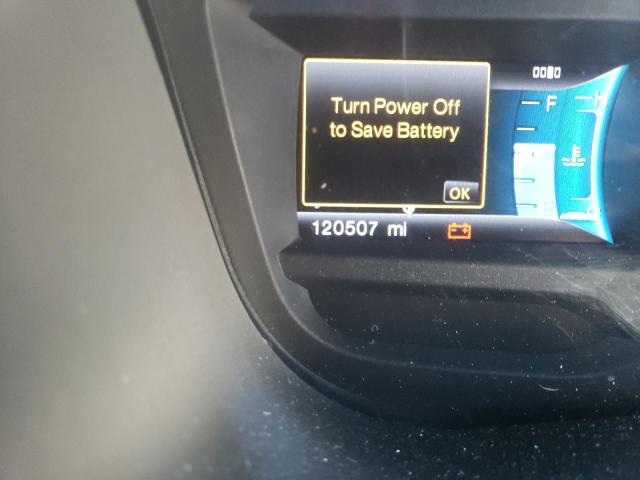 Turn Power Off
to Save Battery
OK
F
H
120507 mi